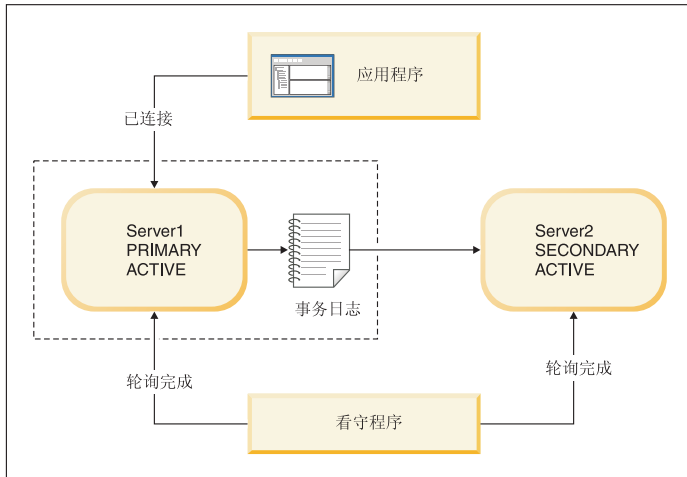 应用程序
已连接
Server1
PRIMARY
ACTIVE
事务日志
Server2
SECONDARY
ACTIVE
轮询完成
轮询完成
看守程序